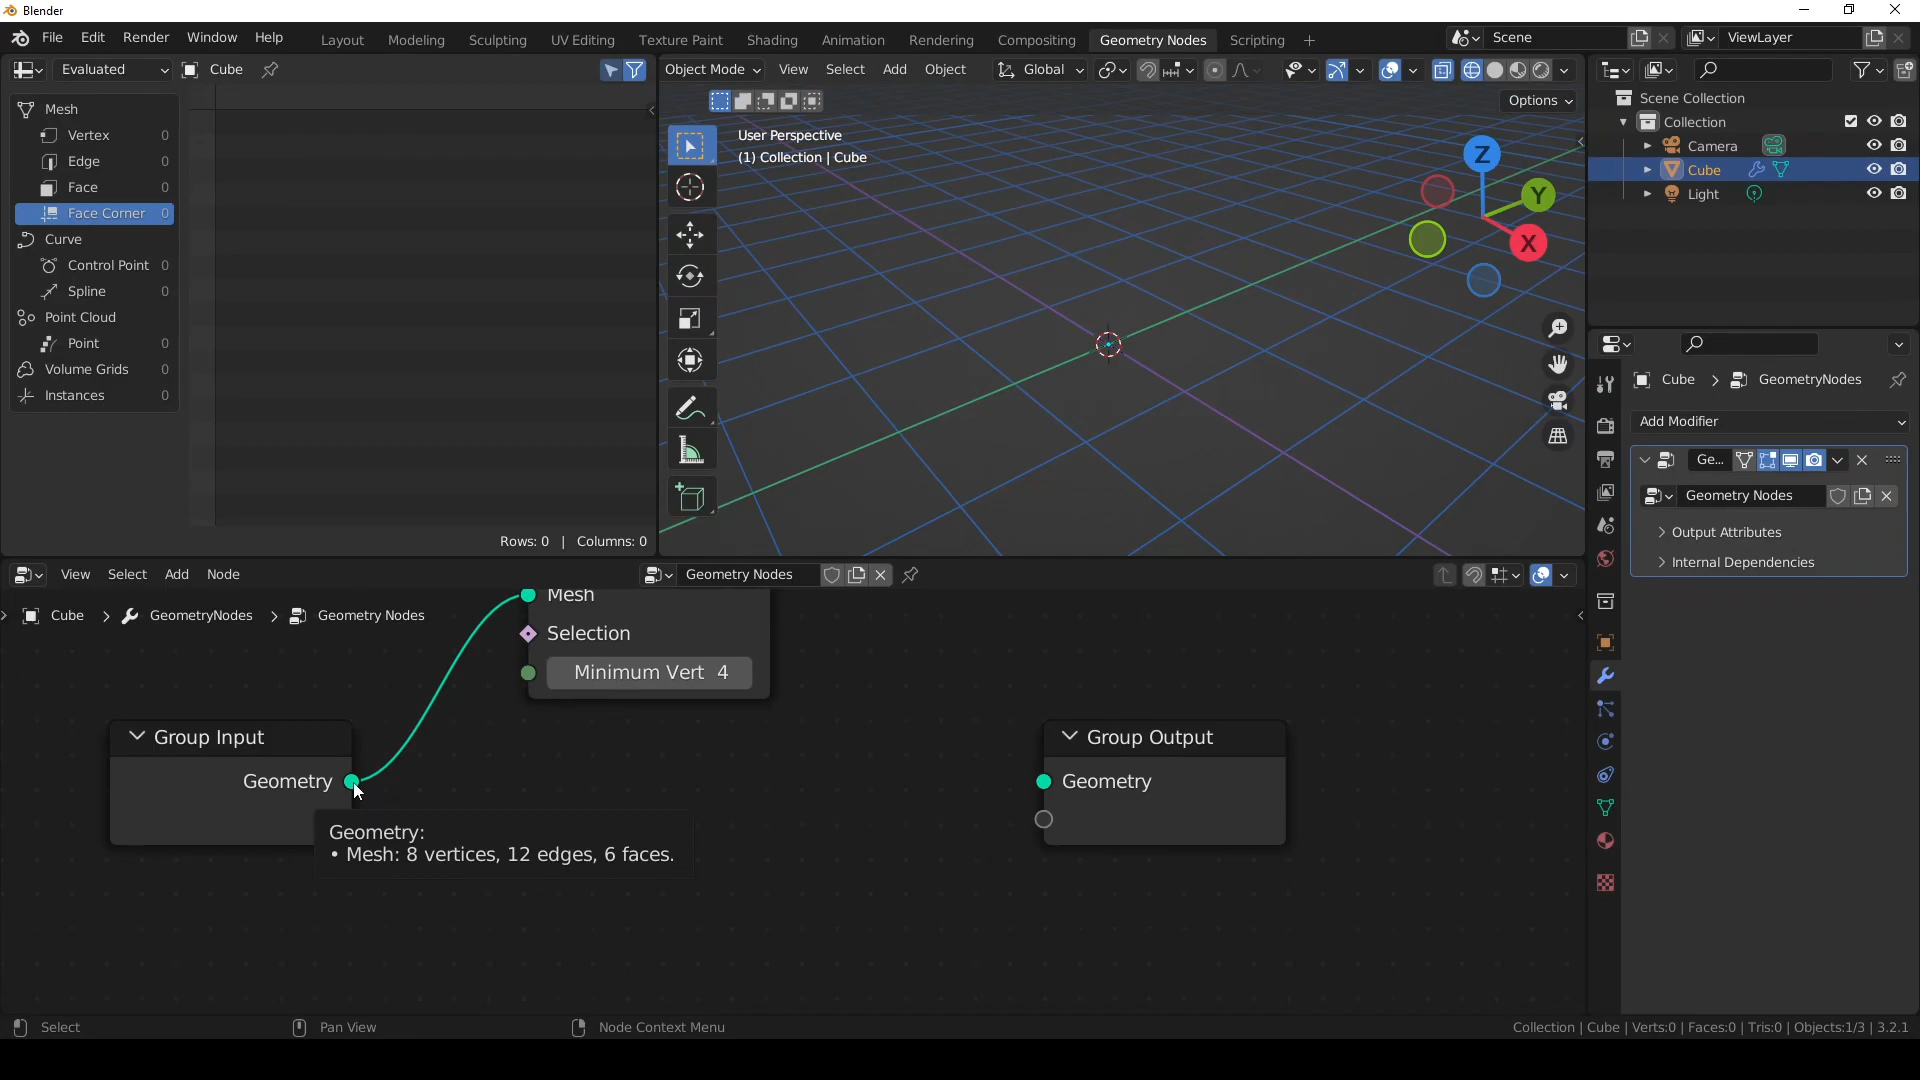 Blender
File Edit Render Window Help
Layout Modeling Sculpting UV Editing Texture Paint Shading Animation Rendering Compositing Geometry Nodes Scripting +
Scene
ViewLayer
Evaluated Cube
Mesh
Vertex 0
Edge 0
Face 0
Face Corner 0
Curve
Control Point 0
Spline 0
Point Cloud
Point 0
Volume Grids 0
Instances 0
Rows: 0 | Columns: 0
Object Mode View Select Add Object Global
Options
User Perspective
(1) Collection | Cube
Z
Y
X
Scene Collection
Collection
Camera
Cube
Light
Cube > GeometryNodes
Add Modifier
Ge...
Geometry Nodes
Output Attributes
Internal Dependencies
View Select Add Node Geometry Nodes
Cube > GeometryNodes > Geometry Nodes
Mesh
Selection
Minimum Vert 4
Group Input
Geometry
Geometry:
• Mesh: 8 vertices, 12 edges, 6 faces.
Group Output
Geometry
Select Pan View Node Context Menu
Collection | Cube | Verts:0 | Faces:0 | Tris:0 | Objects:1/3 | 3.2.1